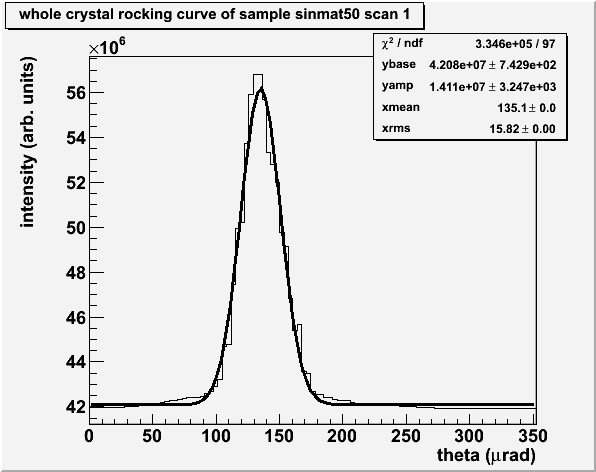 whole crystal rocking curve of sample sinmat50 scan 1
×10⁶
χ² / ndf 3.346e+05 / 97
ybase 4.208e+07 ± 7.429e+02
yamp 1.411e+07 ± 3.247e+03
xmean 135.1 ± 0.0
xrms 15.82 ± 0.00
intensity (arb. units)
56
54
52
50
48
46
44
42
0 50 100 150 200 250 300 350
theta (μrad)